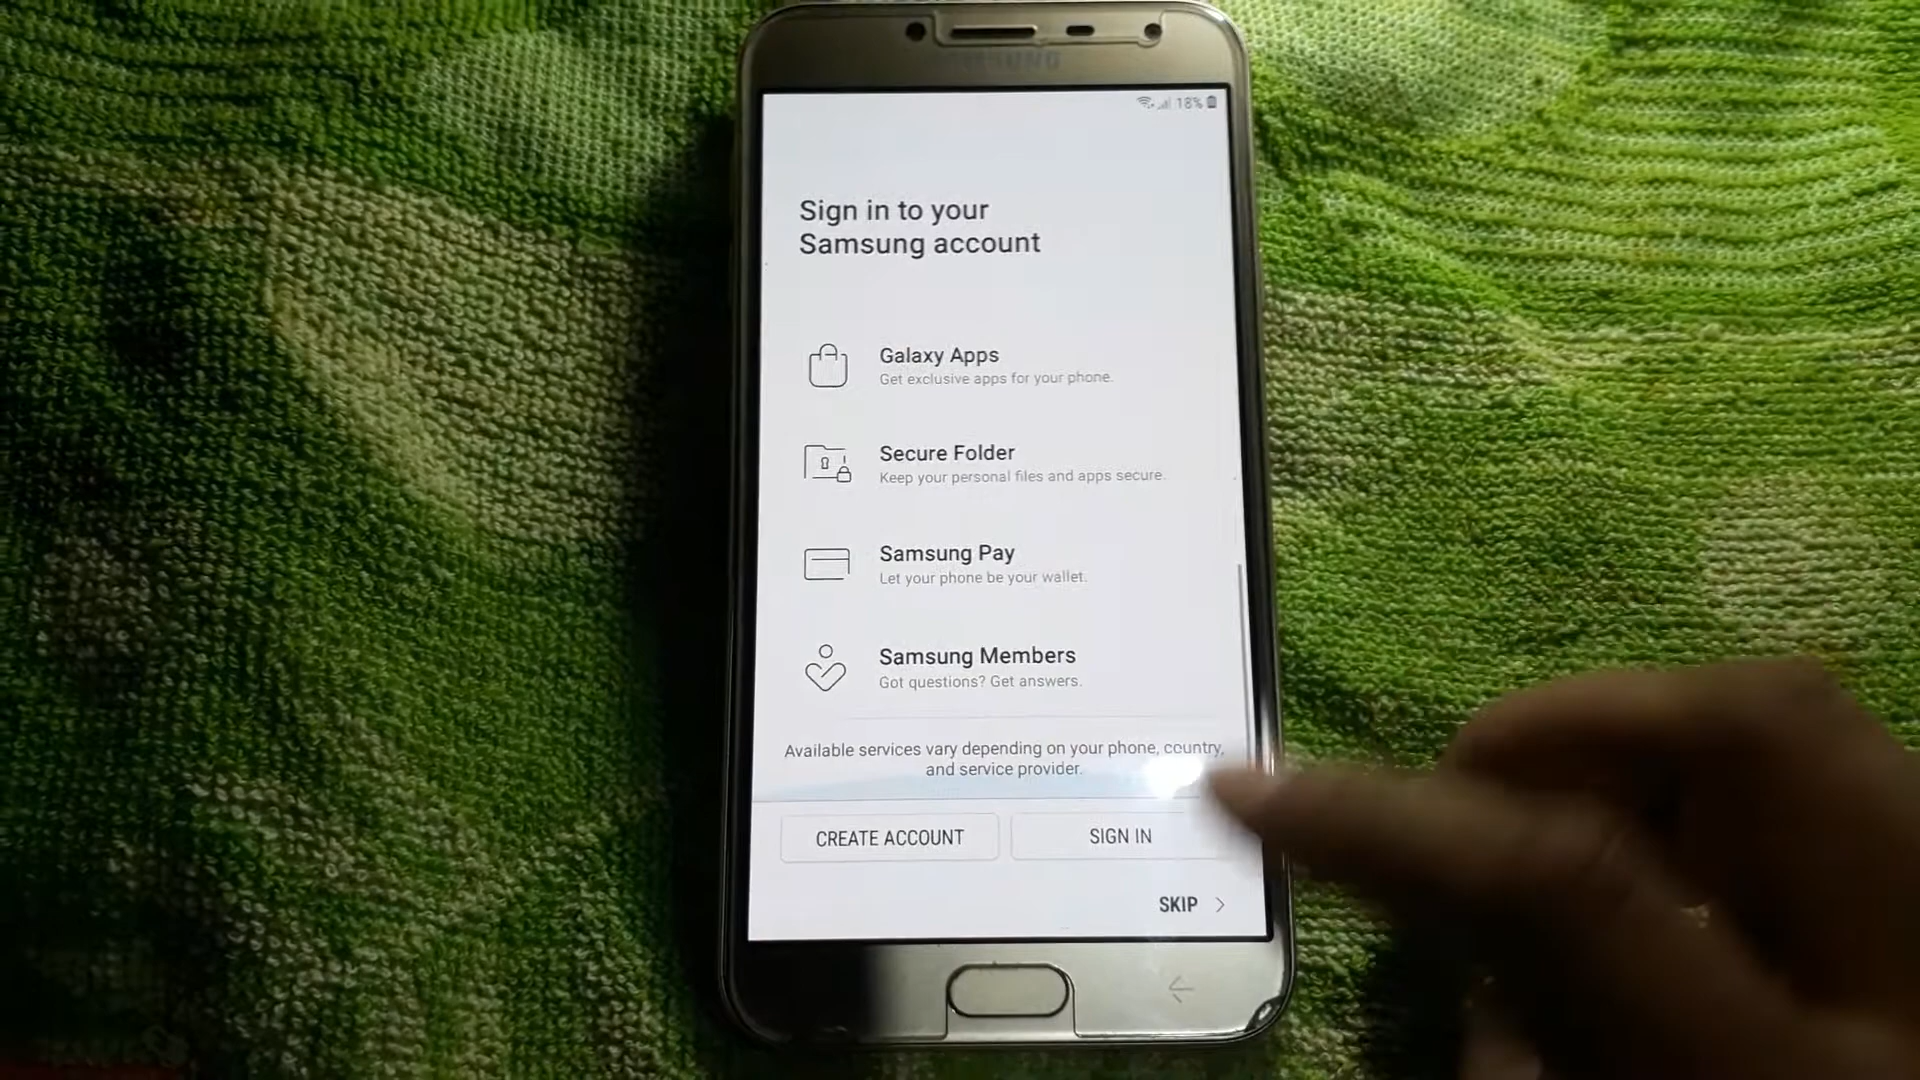 SAMSUNG
18%
Sign in to your
Samsung account
Galaxy Apps
Get exclusive apps for your phone.
Secure Folder
Keep your personal files and apps secure.
Samsung Pay
Let your phone be your wallet.
Samsung Members
Got questions? Get answers.
Available services vary depending on your phone, country,
and service provider.
CREATE ACCOUNT
SIGN IN
SKIP